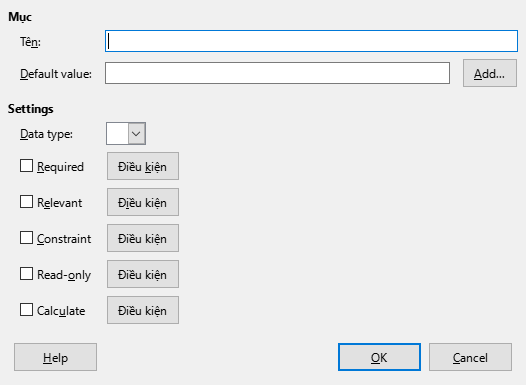 Mục
Tên:
Default value: Add...
Settings
Data type:
Required Điều kiện
Relevant Điều kiện
Constraint Điều kiện
Read-only Điều kiện
Calculate Điều kiện
Help OK Cancel